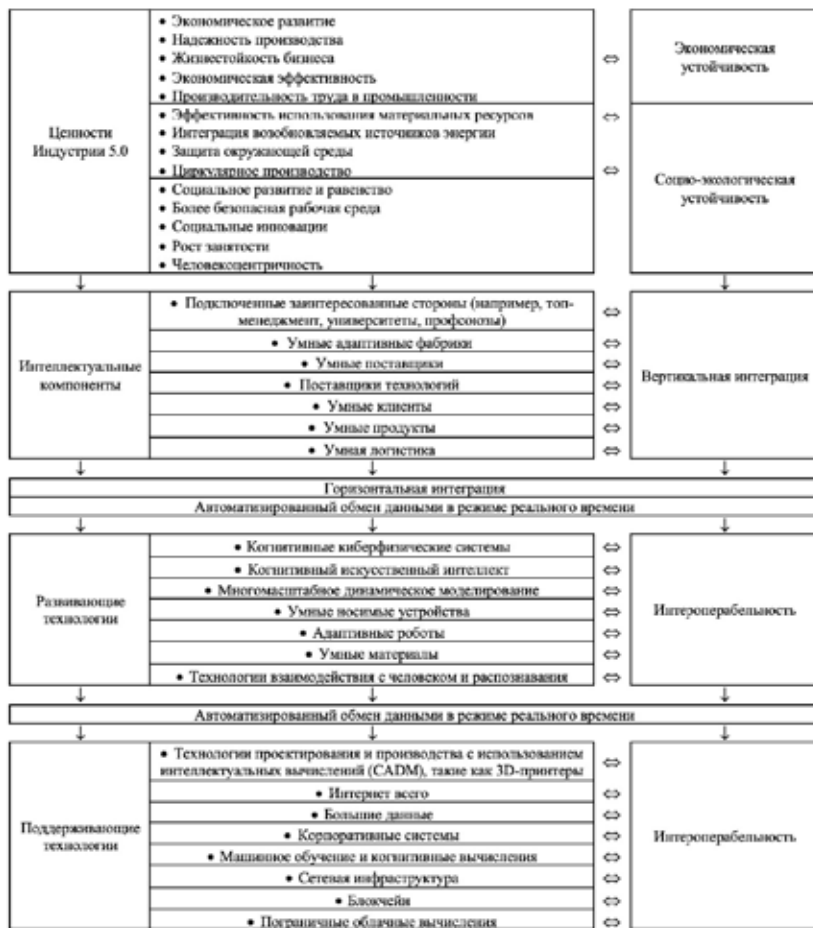 Ценности
Индустрии 5.0
• Экономическое развитие
• Надежность производства
• Жизнестойкость бизнеса
• Экономическая эффективность
• Производительность труда в промышленности
⇔
Экономическая
устойчивость
• Эффективность использования материальных ресурсов
• Интеграция возобновляемых источников энергии
• Защита окружающей среды
• Циркулярное производство
• Социальное развитие и равенство
• Более безопасная рабочая среда
• Социальные инновации
• Рост занятости
• Человекоцентричность
⇔
⇔
Социо-экологическая
устойчивость
↓ ↓ ↓ ↓
Интеллектуальные
компоненты
• Подключенные заинтересованные стороны (например, топ-
менеджмент, университеты, профсоюзы) ⇔
• Умные адаптивные фабрики ⇔
• Умные поставщики ⇔
• Поставщики технологий ⇔
• Умные клиенты ⇔
• Умные продукты ⇔
• Умная логистика ⇔
Вертикальная интеграция
↓ ↓ ↓ ↓
Горизонтальная интеграция
Автоматизированный обмен данными в режиме реального времени
Развивающие
технологии
• Когнитивные киберфизические системы ⇔
• Когнитивный искусственный интеллект ⇔
• Многомасштабное динамическое моделирование ⇔
• Умные носимые устройства ⇔
• Адаптивные роботы ⇔
• Умные материалы ⇔
• Технологии взаимодействия с человеком и распознавания ⇔
Интероперабельность
↓ ↓ ↓ ↓
Автоматизированный обмен данными в режиме реального времени
↓ ↓ ↓ ↓
Поддерживающие
технологии
• Технологии проектирования и производства с использованием
интеллектуальных вычислений (CADM), такие как 3D-принтеры ⇔
• Интернет всего ⇔
• Большие данные ⇔
• Корпоративные системы ⇔
• Машинное обучение и когнитивные вычисления ⇔
• Сетевая инфраструктура ⇔
• Блокчейн ⇔
• Пограничные облачные вычисления ⇔
Интероперабельность